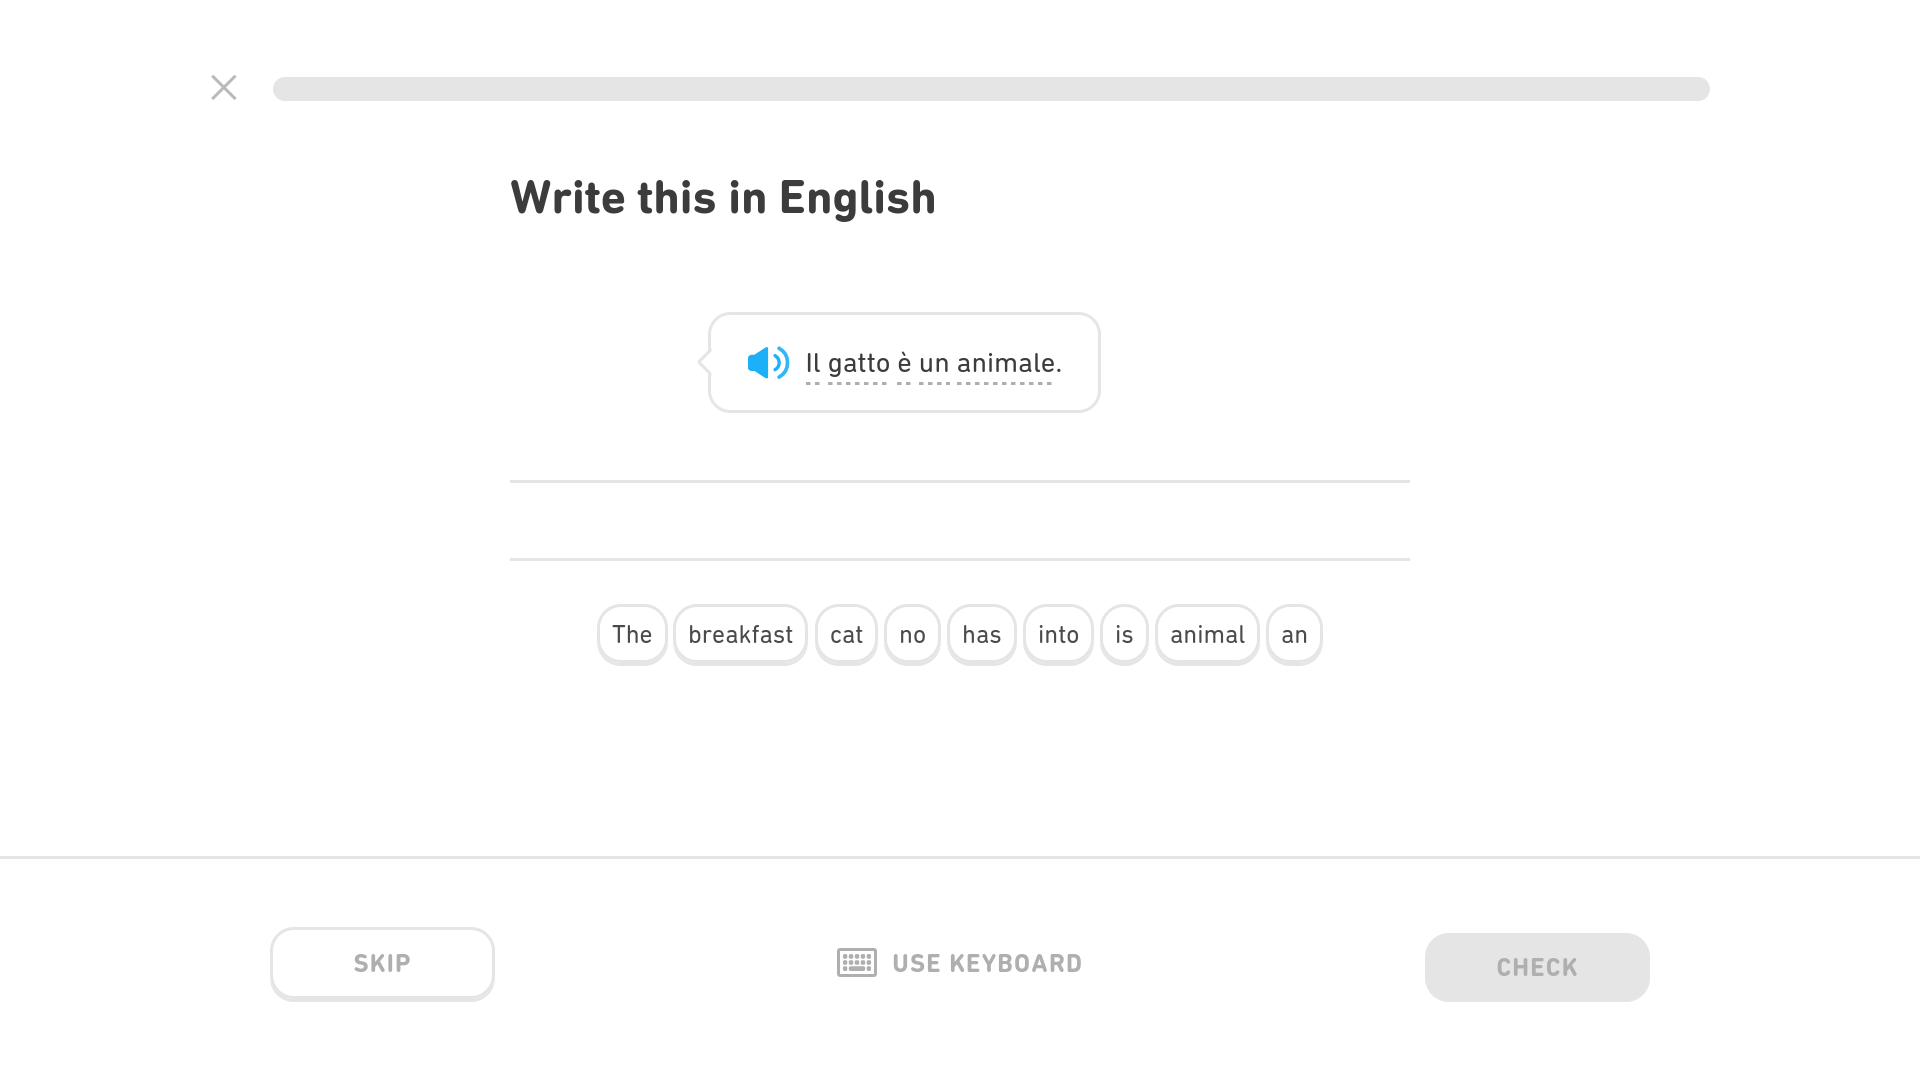 Write this in English
Il gatto è un animale.
The breakfast cat no has into is animal an
SKIP
USE KEYBOARD
CHECK